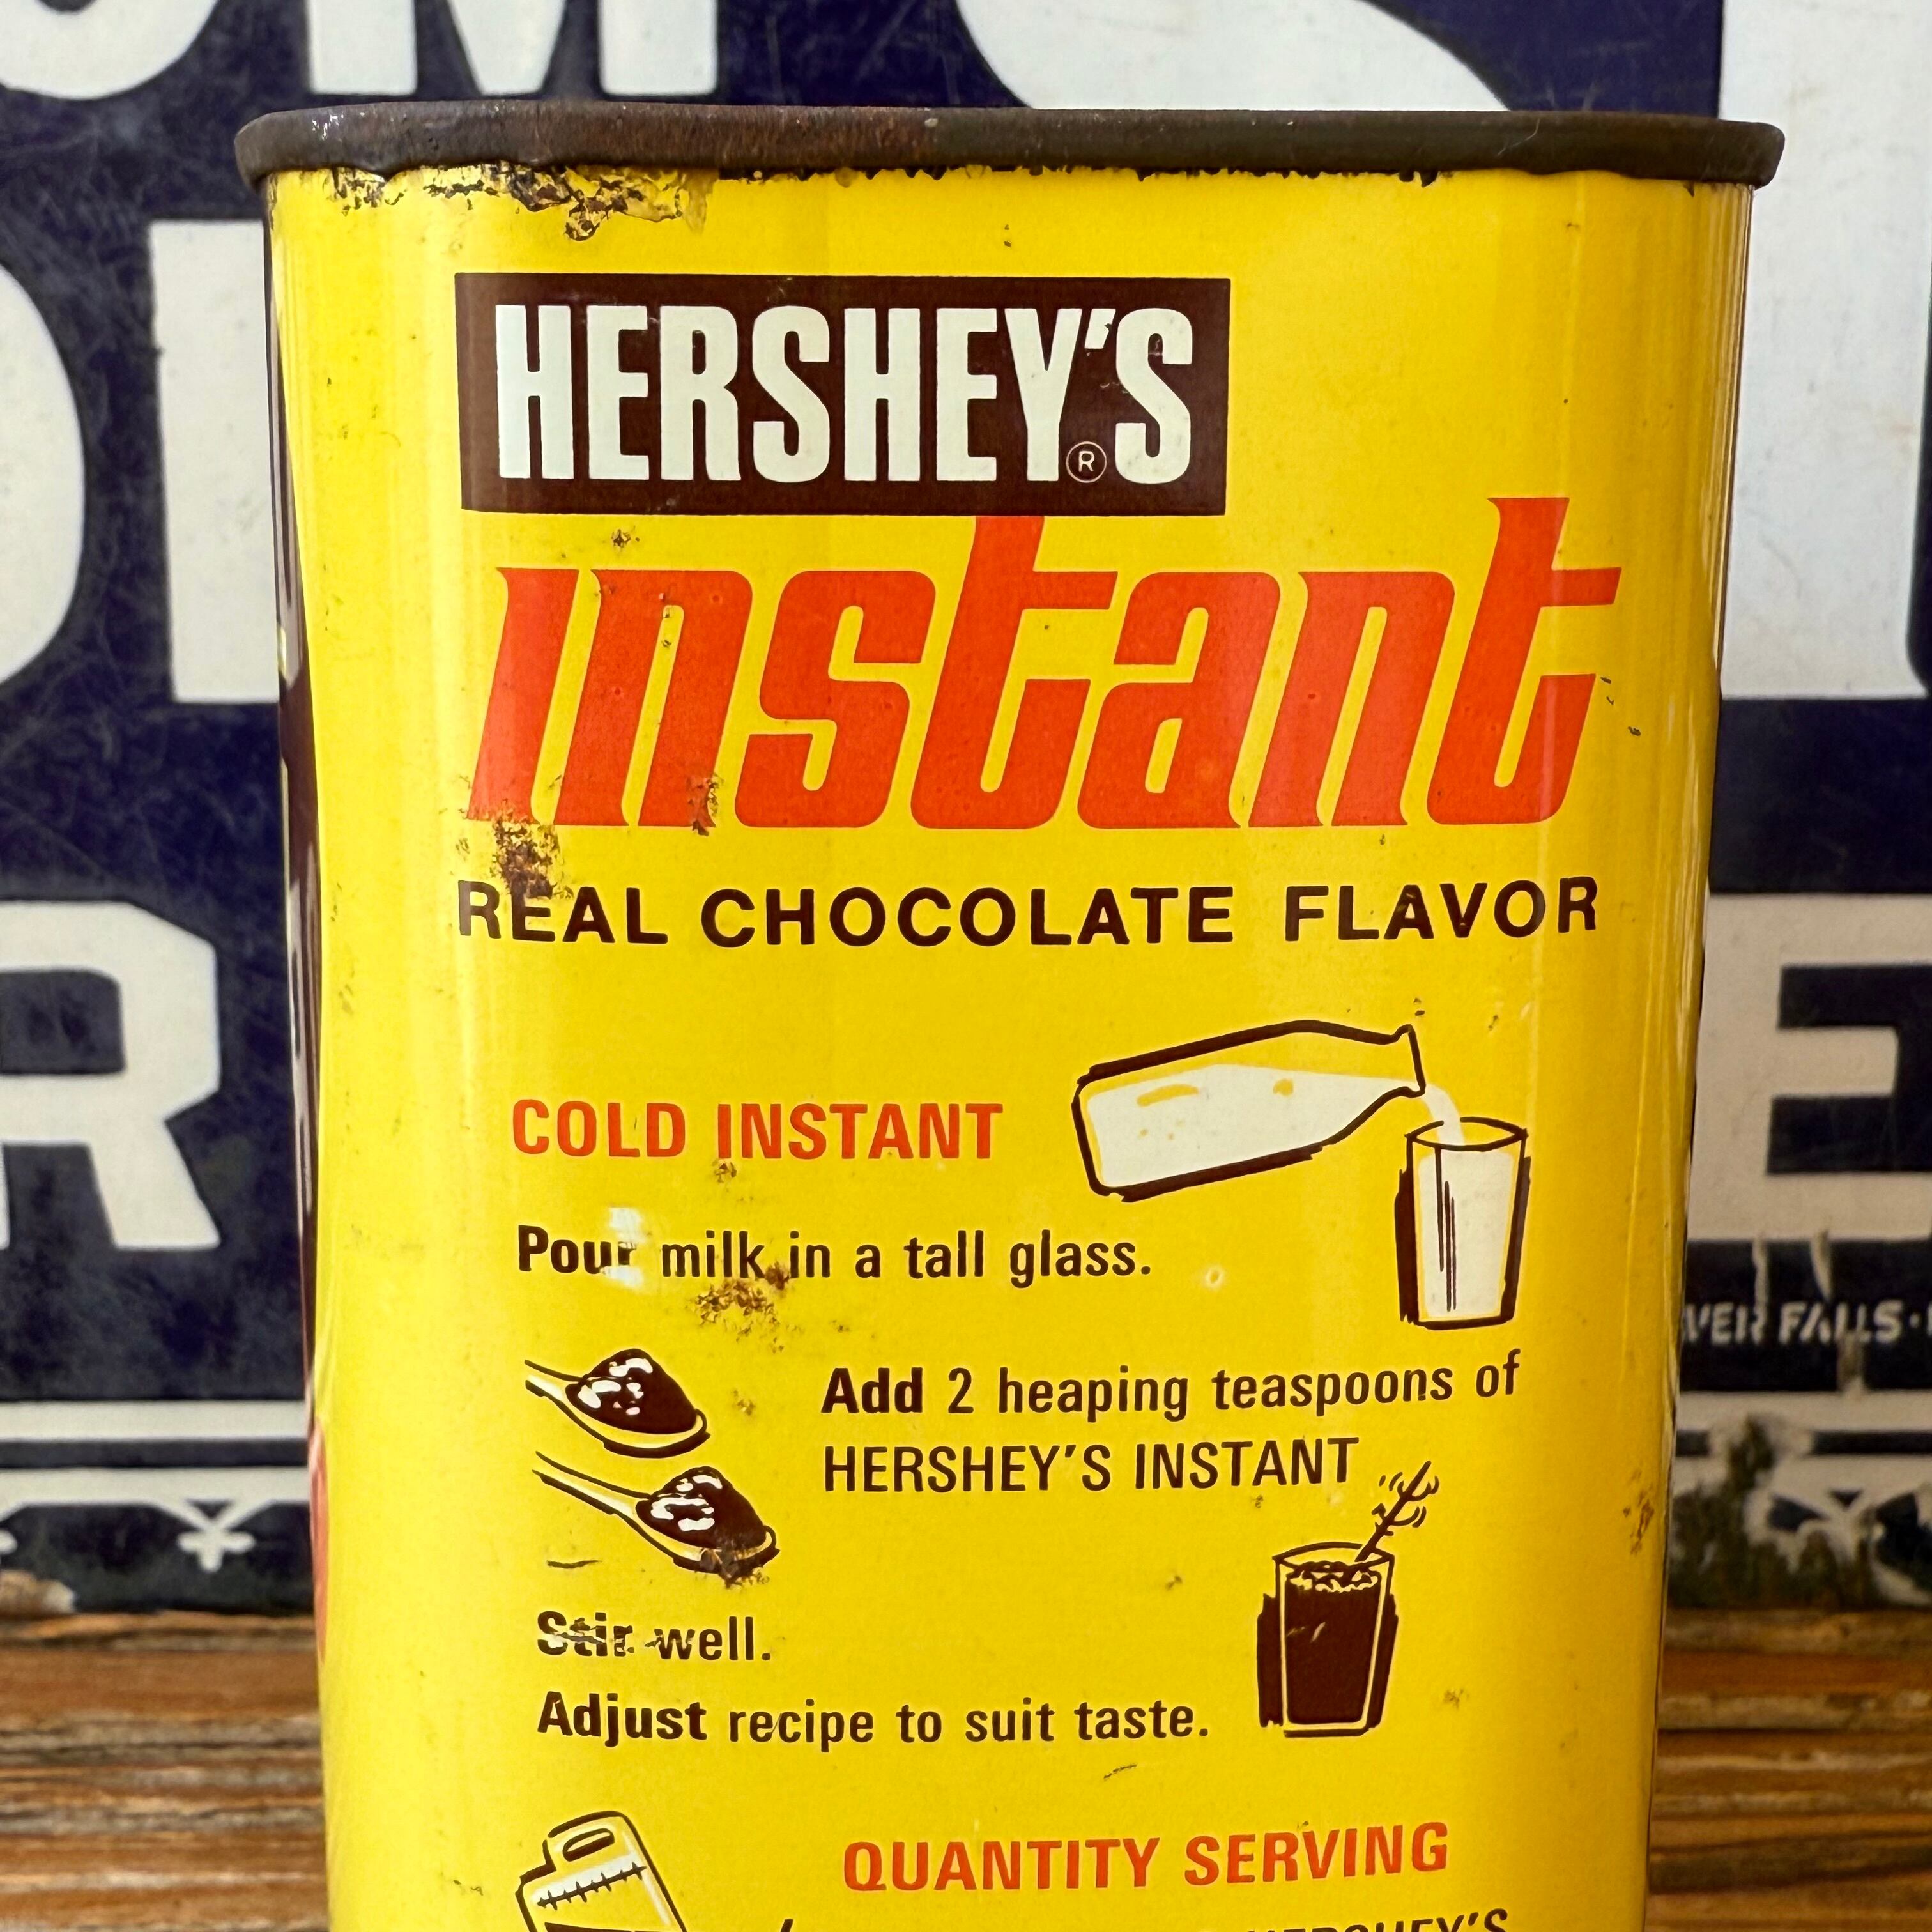 HERSHEY'S®
instant
REAL CHOCOLATE FLAVOR
COLD INSTANT
Pour milk in a tall glass.
Add 2 heaping teaspoons of
HERSHEY'S INSTANT
Stir well.
Adjust recipe to suit taste.
QUANTITY SERVING
HERSHEY'S
FALLS